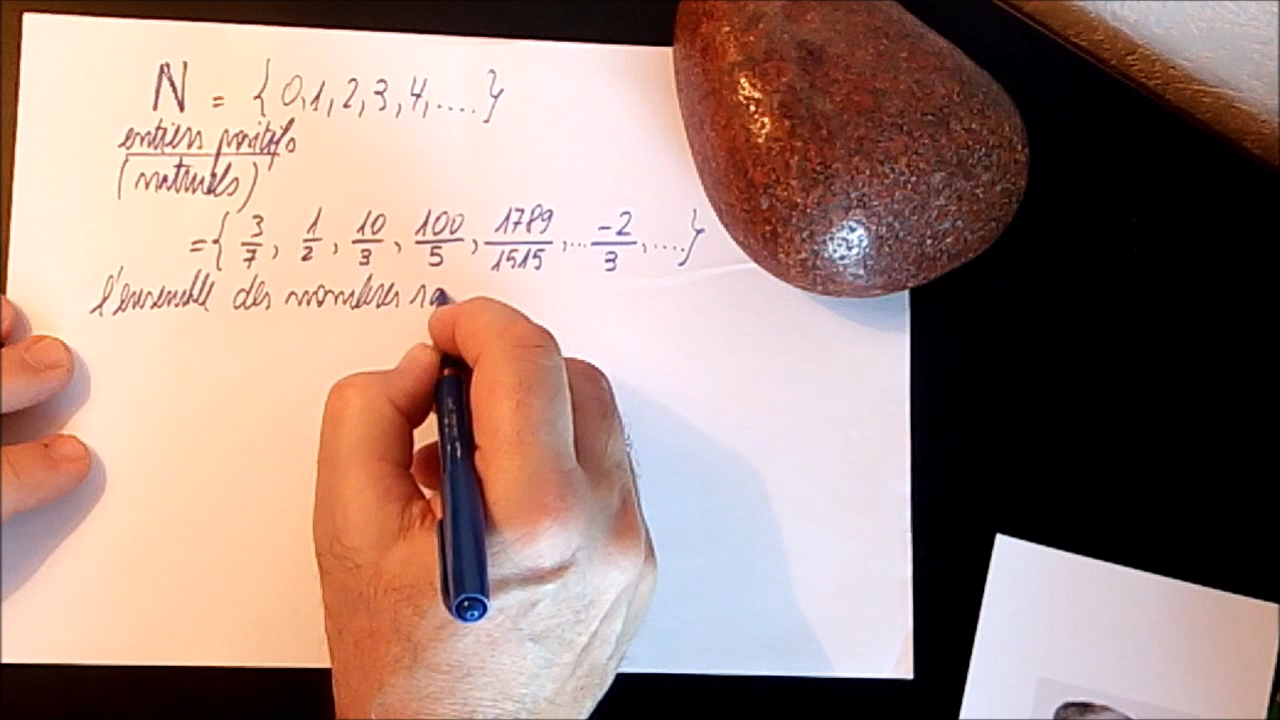 N = { 0, 1, 2, 3, 4, ..... }
entiers positifs
(naturels)
= { 3/7, 1/2, 10/3, 100/5, 1789/1515, ... -2/3, .... }
l'ensemble des nombres ra